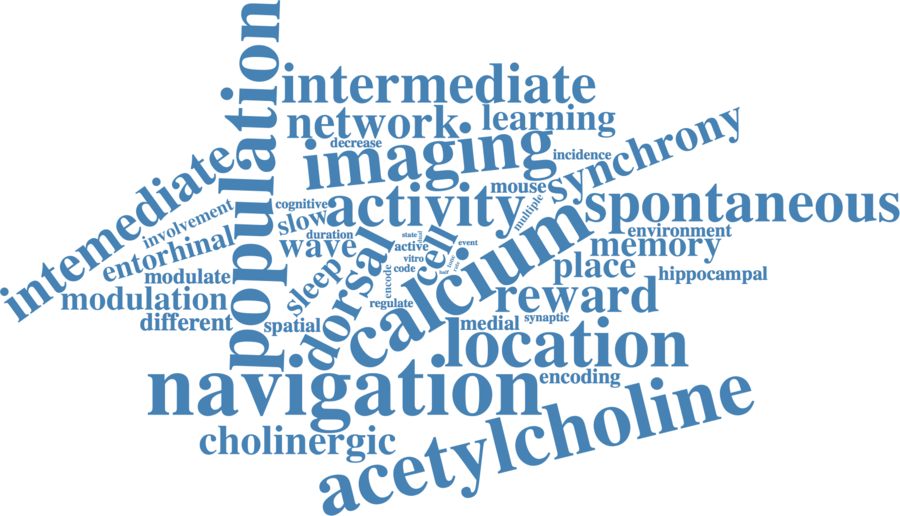 population
intermediate
network
learning
decrease
imaging
incidence
synchrony
intemediate
mouse
cognitive
activity
spontaneous
multiple
involvement
slow
entorhinal
duration
state
environment
wave
active
cell
event
memory
modulate
sleep
dorsal
vitro
code
calcium
place
hippocampal
half
encode
modulation
regulate
reward
different
spatial
medial
synaptic
location
navigation
encoding
cholinergic
acetylcholine